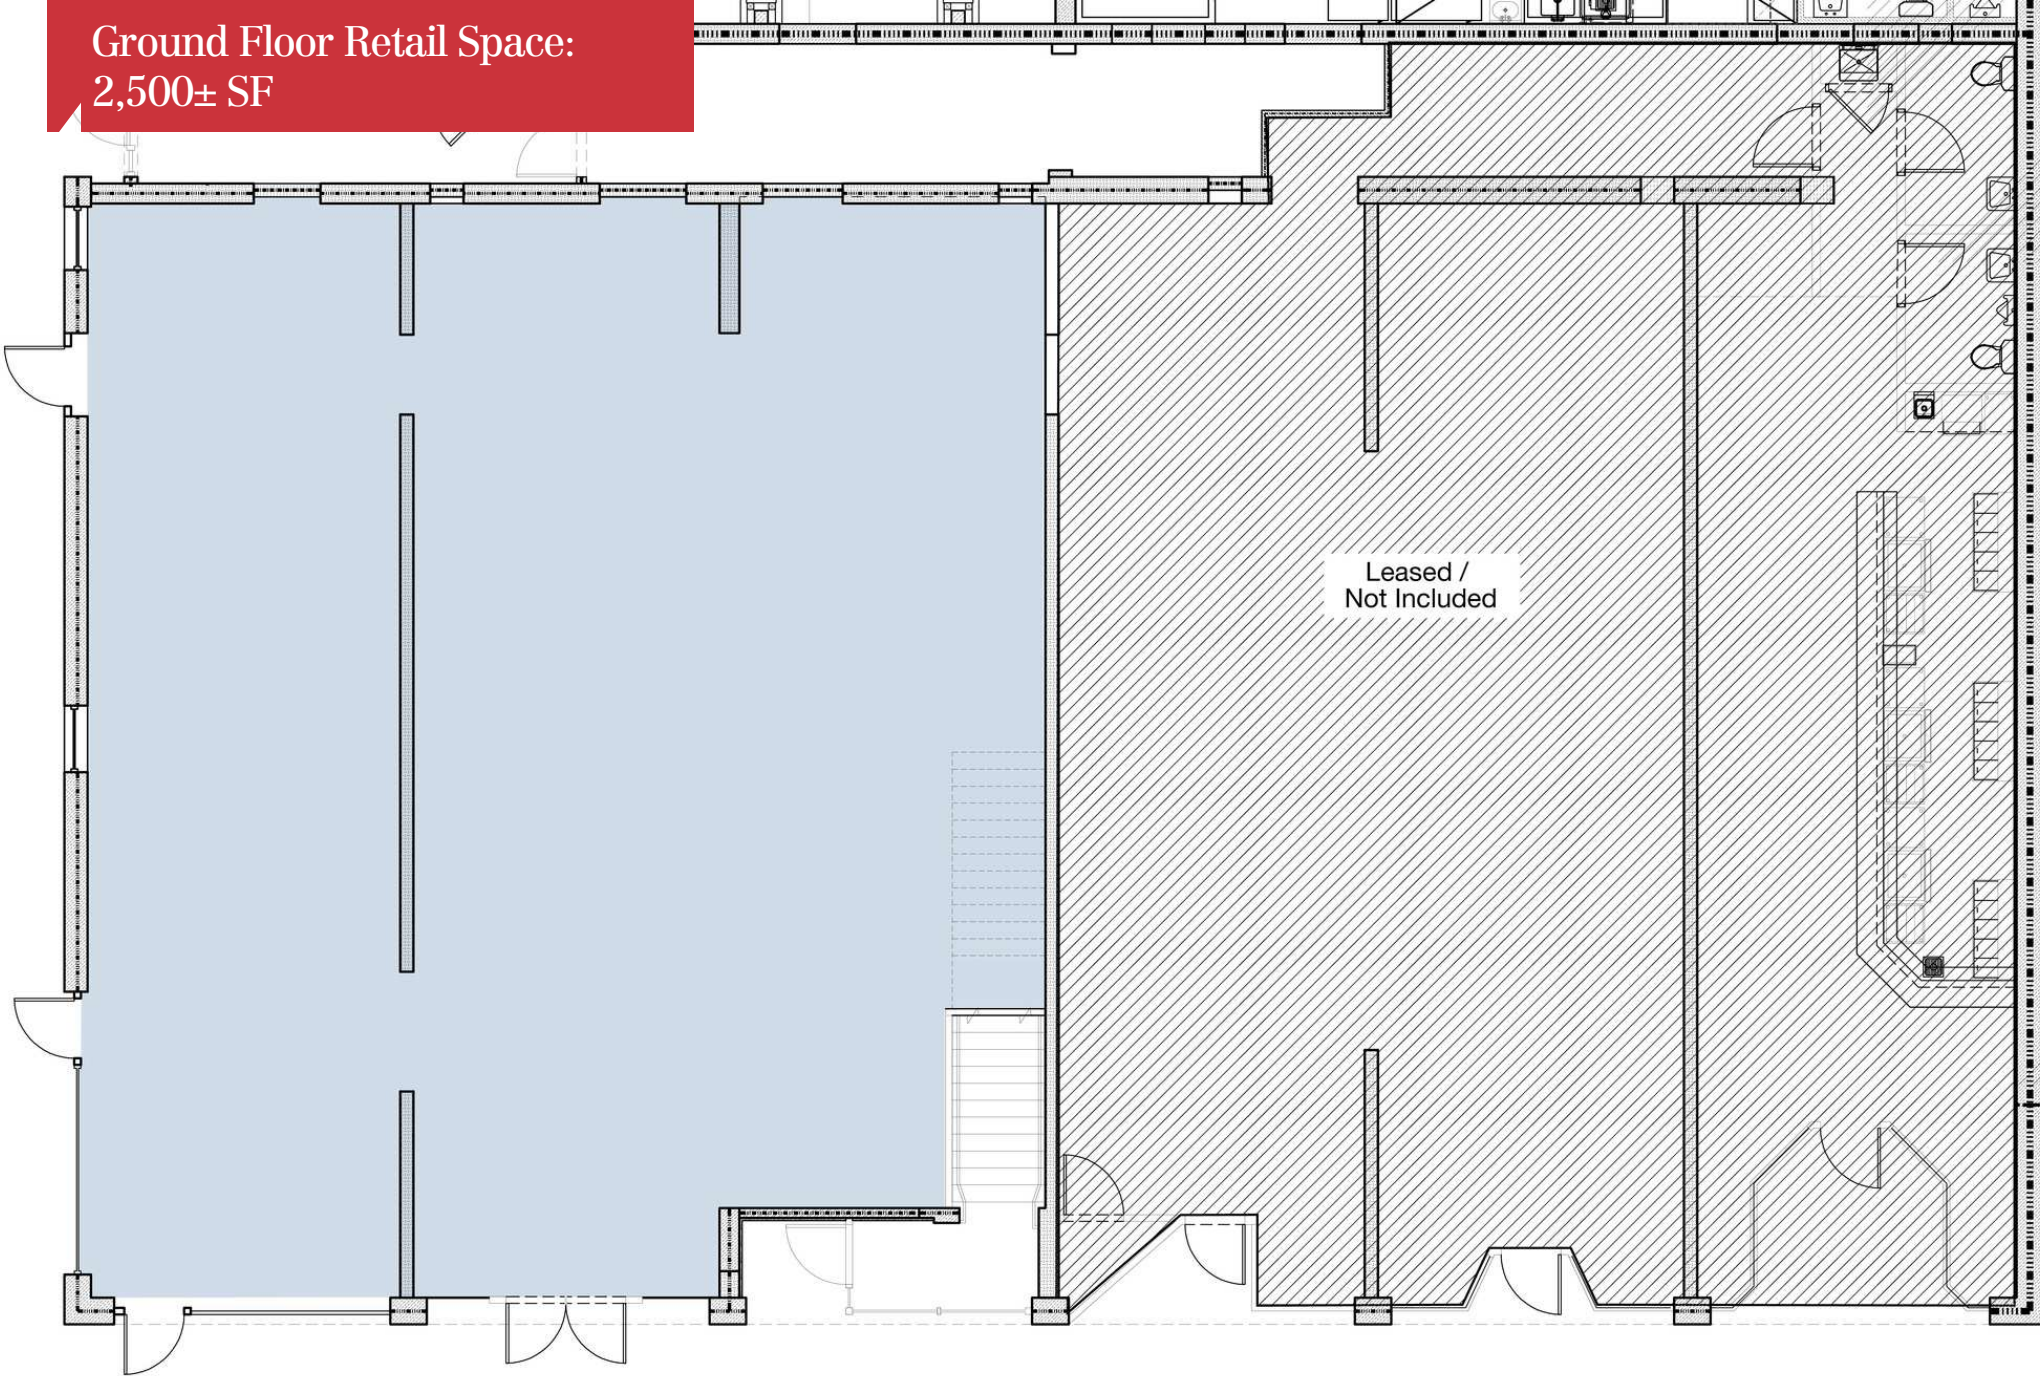 Ground Floor Retail Space:
2,500± SF
Leased /
Not Included